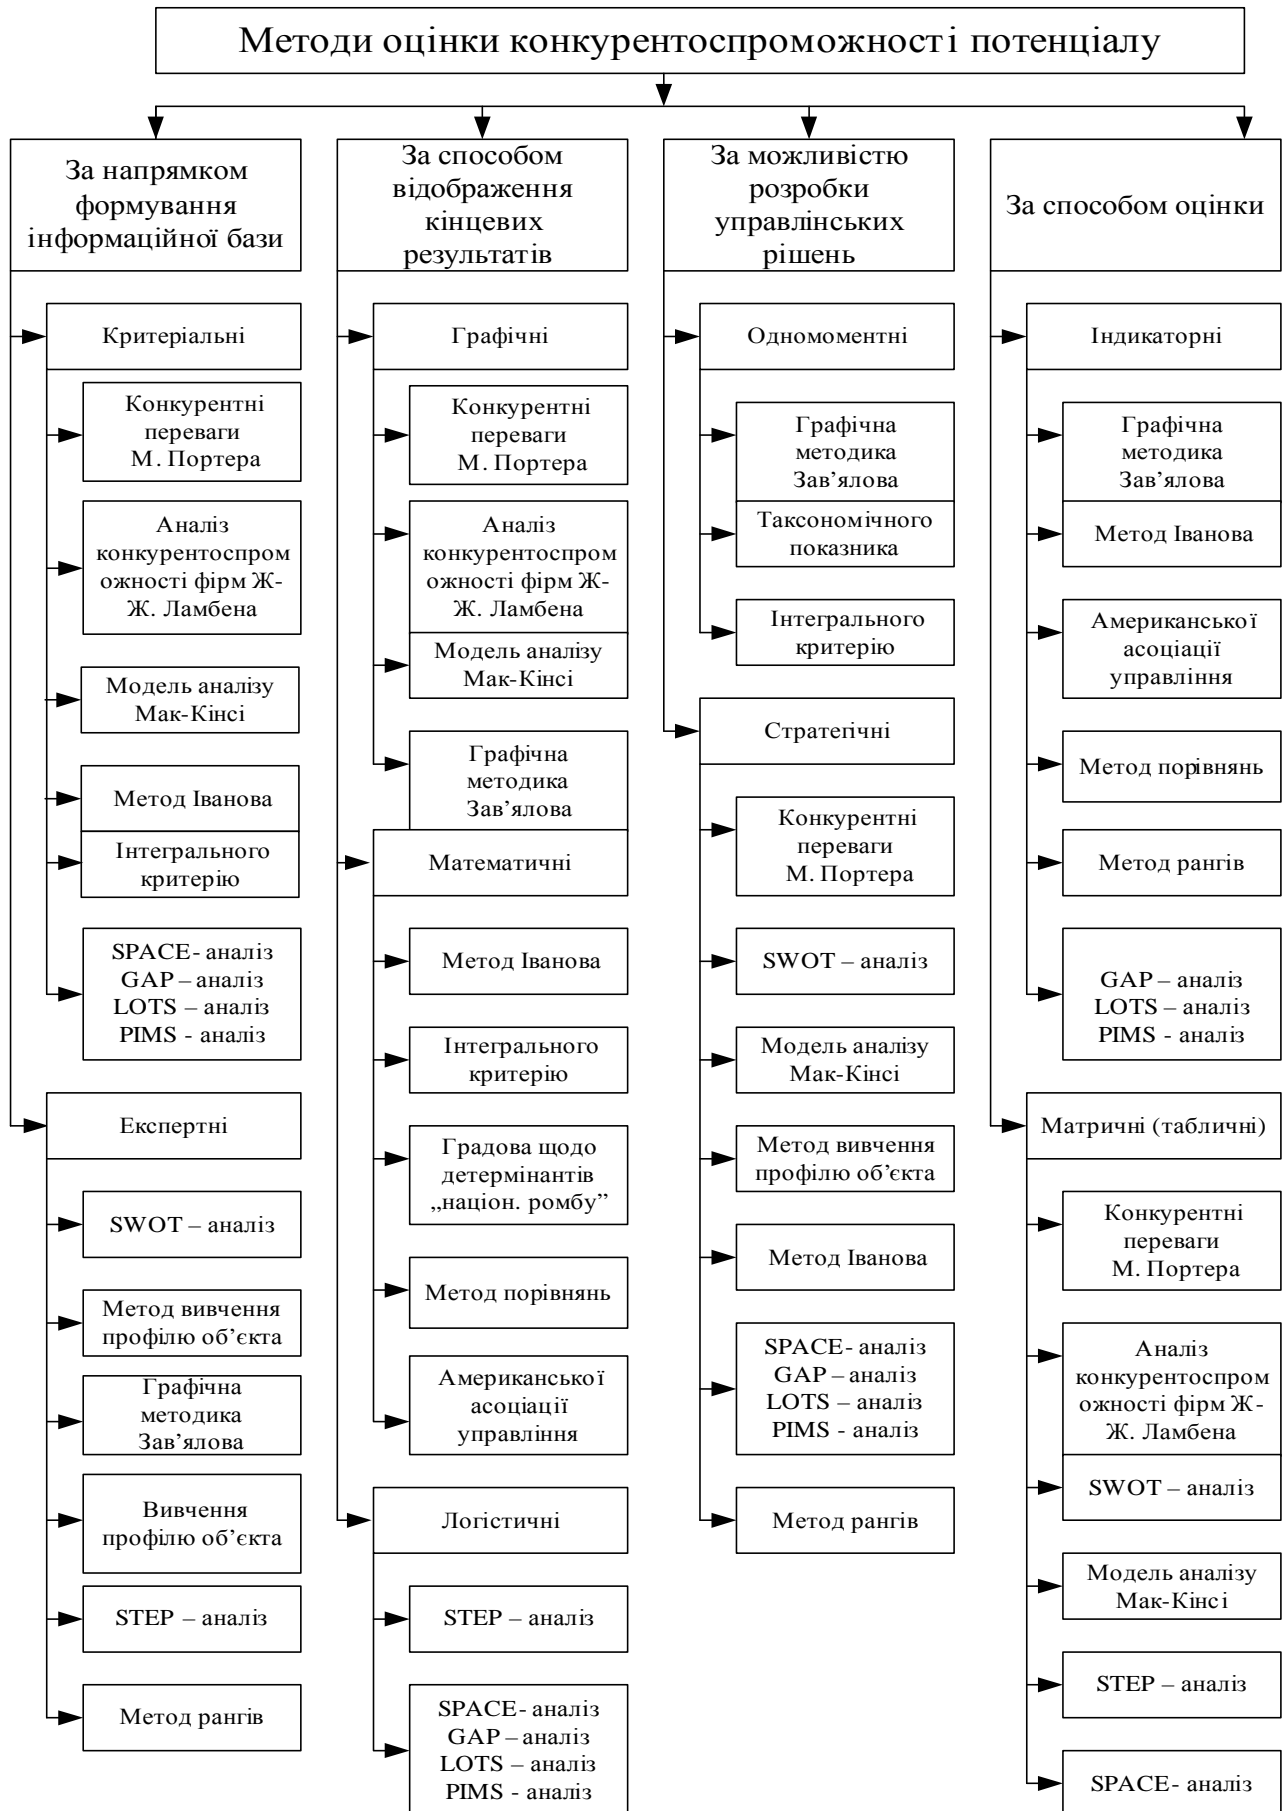 Методи оцінки конкурентоспроможності потенціалу
За напрямком
формування
інформаційної бази
Критеріальні
Конкурентні
переваги
М. Портера
Аналіз
конкурентоспром
ожності фірм Ж-
Ж. Ламбена
Модель аналізу
Мак-Кінсі
Метод Іванова
Інтегрального
критерію
SPACE- аналіз
GAP – аналіз
LOTS – аналіз
PIMS - аналіз
Експертні
SWOT – аналіз
Метод вивчення
профілю об’єкта
Графічна
методика
Зав’ялова
Вивчення
профілю об’єкта
STEP – аналіз
Метод рангів
За способом
відображення
кінцевих
результатів
Графічні
Конкурентні
переваги
М. Портера
Аналіз
конкурентоспром
ожності фірм Ж-
Ж. Ламбена
Модель аналізу
Мак-Кінсі
Графічна
методика
Зав’ялова
Математичні
Метод Іванова
Інтегрального
критерію
Градова щодо
детермінантів
„націон. ромбу”
Метод порівнянь
Американської
асоціації
управління
Логістичні
STEP – аналіз
SPACE- аналіз
GAP – аналіз
LOTS – аналіз
PIMS - аналіз
За можливістю
розробки
управлінських
рішень
Одномоментні
Графічна
методика
Зав’ялова
Таксономічного
показника
Інтегрального
критерію
Стратегічні
Конкурентні
переваги
М. Портера
SWOT – аналіз
Модель аналізу
Мак-Кінсі
Метод вивчення
профілю об’єкта
Метод Іванова
SPACE- аналіз
GAP – аналіз
LOTS – аналіз
PIMS - аналіз
Метод рангів
За способом оцінки
Індикаторні
Графічна
методика
Зав’ялова
Метод Іванова
Американської
асоціації
управління
Метод порівнянь
Метод рангів
GAP – аналіз
LOTS – аналіз
PIMS - аналіз
Матричні (табличні)
Конкурентні
переваги
М. Портера
Аналіз
конкурентоспром
ожності фірм Ж-
Ж. Ламбена
SWOT – аналіз
Модель аналізу
Мак-Кінсі
STEP – аналіз
SPACE- аналіз